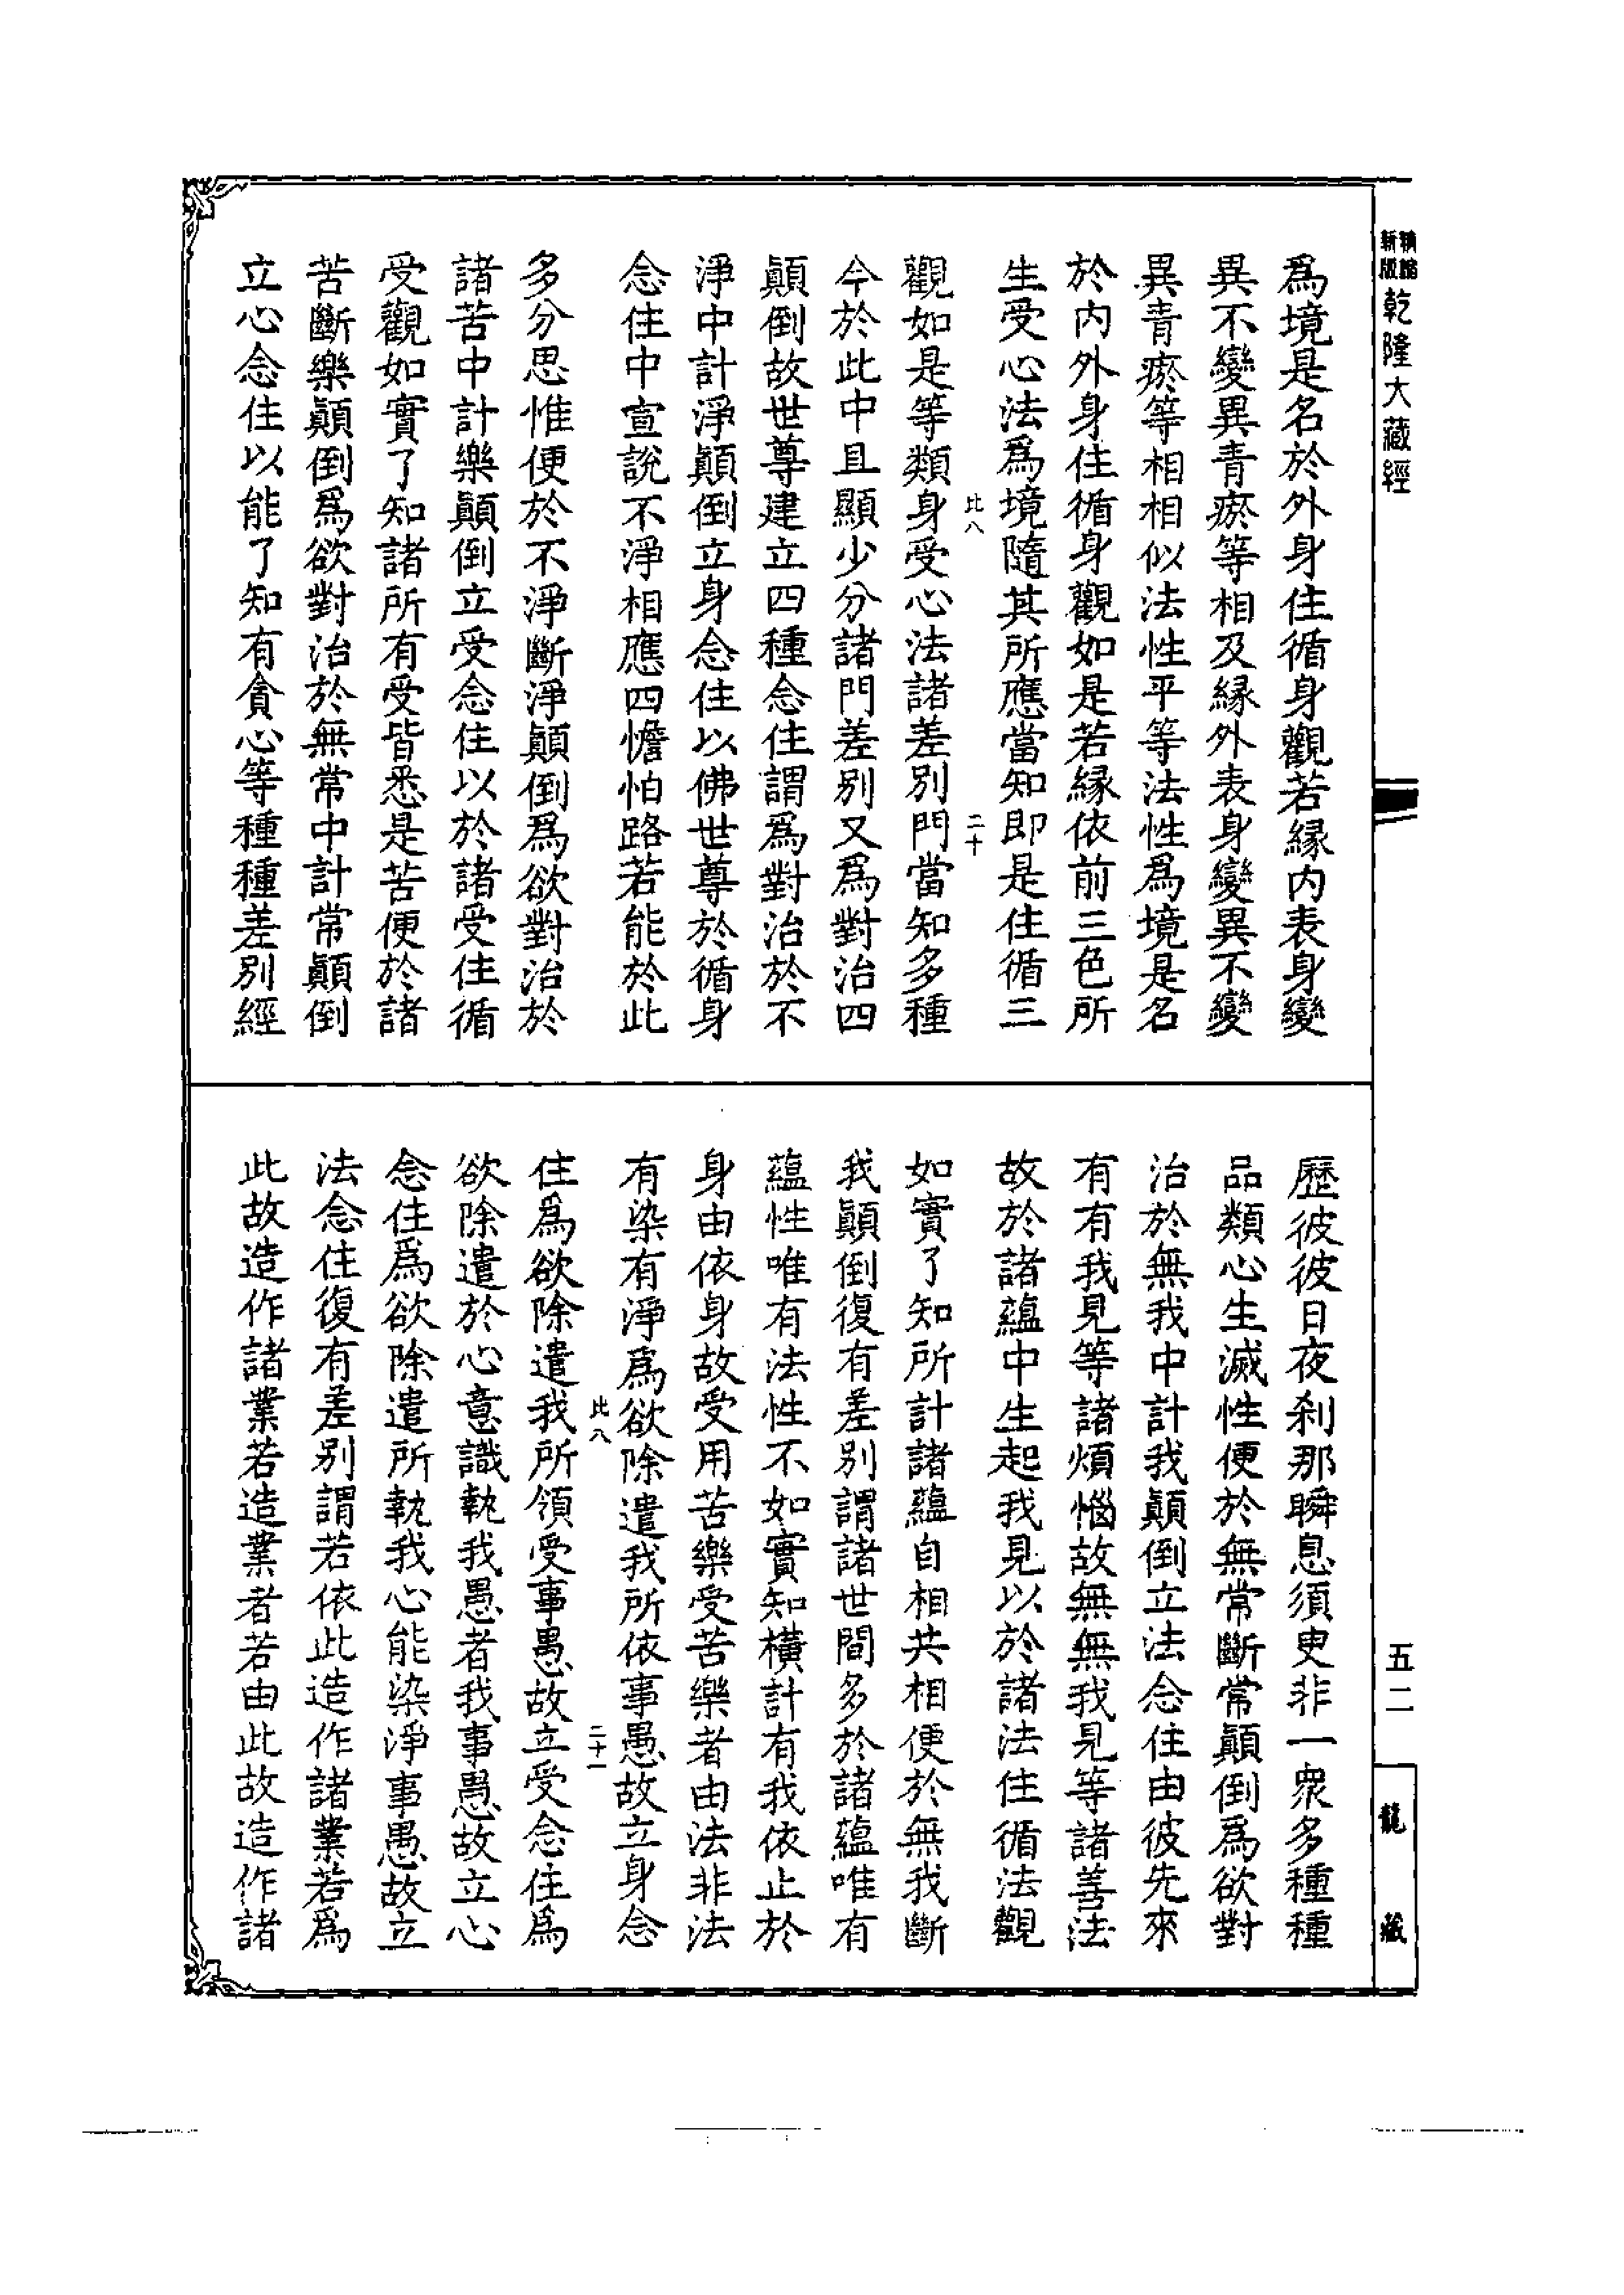 新版
乾隆大藏經
爲境是名於外身住循身觀若緣内表身變
異不變異青瘀等相及緣外表身變異不變
異青瘀等相相似法性平等法性爲境是名
於内外身住循身觀如是若緣依前三色所
生受心法爲境隨其所應當知即是住循三
比八
二十
觀如是等類身受心法諸差別門當知多種
今於此中且顯少分諸門差別又爲對治四
顛倒故世尊建立四種念住謂爲對治於不
淨中計淨顛倒立身念住以佛世尊於循身
念住中宣說不淨相應四憺怕路若能於此
多分思惟便於不淨斷淨顛倒爲欲對治於
諸苦中計樂顛倒立受念住以於諸受住循
受觀如實了知諸所有受皆悉是苦便於諸
苦斷樂顛倒爲欲對治於無常中計常顛倒
立心念住以能了知有貪心等種種差別經
歷彼彼日夜刹那瞬息須臾非一衆多種種
品類心生滅性便於無常斷常顛倒爲欲對
治於無我中計我顛倒立法念住由彼先來
有有我見等諸煩惱故無無我見等諸善法
故於諸蘊中生起我見以於諸法住循法觀
如實了知所計諸蘊自相共相便於無我斷
我顛倒復有差別謂諸世間多於諸蘊唯有
蘊性唯有法性不如實知橫計有我依止於
身由依身故受用苦樂受苦樂者由法非法
有染有淨爲欲除遣我所依事愚故立身念
比八
二十一
住爲欲除遣我所領受事愚故立受念住爲
欲除遣於心意識執我愚者我事愚故立心
念住爲欲除遣所執我心能染淨事愚故立
法念住復有差別謂若依此造作諸業若爲
此故造作諸業若造業者若由此故造作諸
五二
龍藏